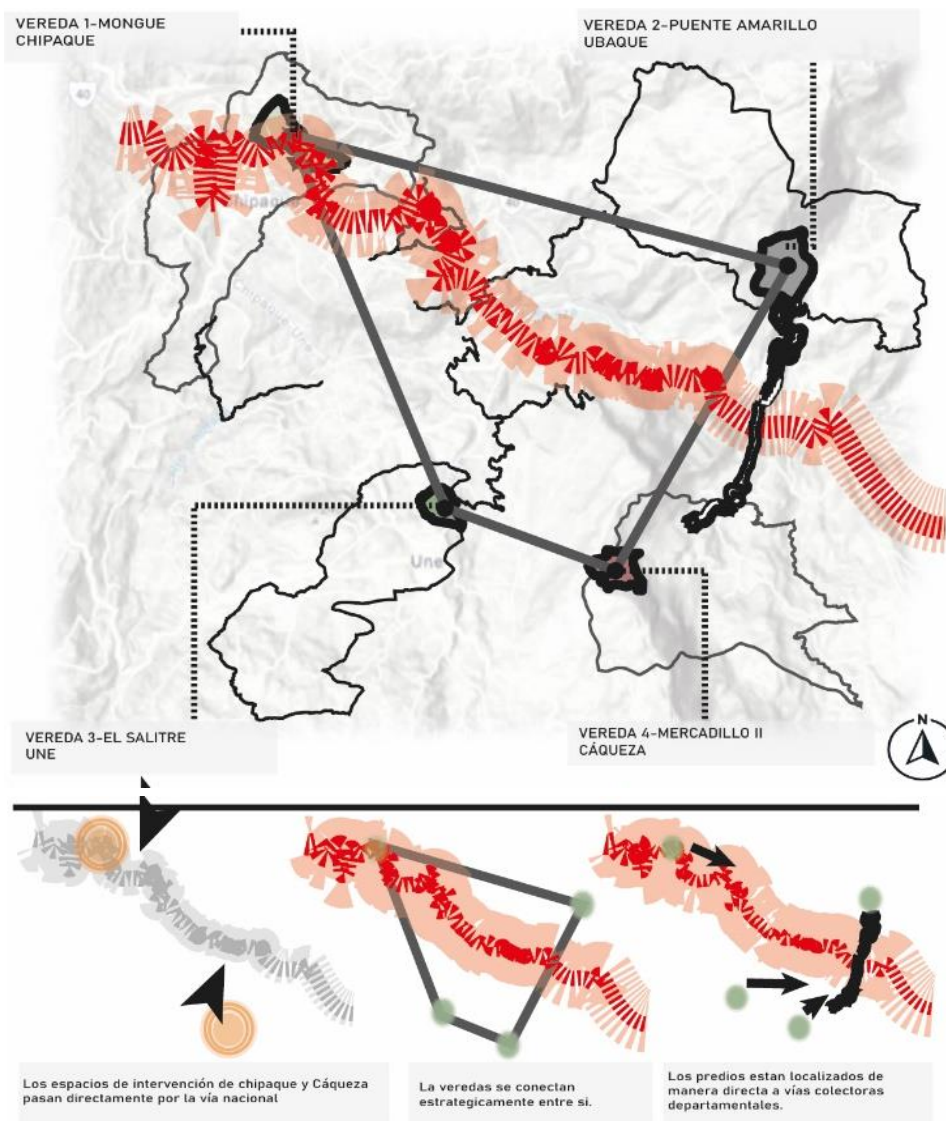 VEREDA 1-MONGUE
CHIPAQUE
VEREDA 2-PUENTE AMARILLO
UBAQUE
40
Chipaque
40
Une
VEREDA 3-EL SALITRE
UNE
VEREDA 4-MERCADILLO II
CÁQUEZA
N
Los espacios de intervención de chipaque y Cáqueza
pasan directamente por la vía nacional
La veredas se conectan
estrategicamente entre si.
Los predios estan localizados de
manera directa a vías colectoras
departamentales.